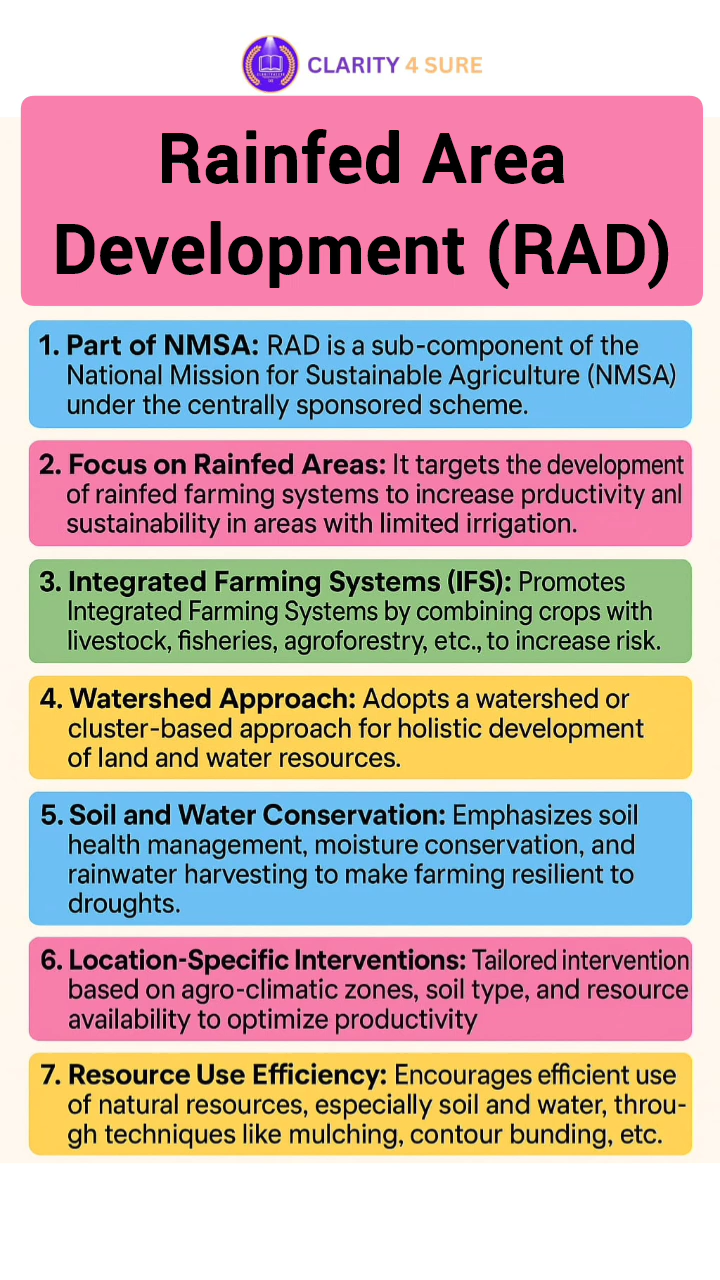 CLARITY 4 SURE
Rainfed Area
Development (RAD)
1. Part of NMSA: RAD is a sub-component of the
National Mission for Sustainable Agriculture (NMSA)
under the centrally sponsored scheme.
2. Focus on Rainfed Areas: It targets the development
of rainfed farming systems to increase prductivity anl
sustainability in areas with limited irrigation.
3. Integrated Farming Systems (IFS): Promotes
Integrated Farming Systems by combining crops with
livestock, fisheries, agroforestry, etc., to increase risk.
4. Watershed Approach: Adopts a watershed or
cluster-based approach for holistic development
of land and water resources.
5. Soil and Water Conservation: Emphasizes soil
health management, moisture conservation, and
rainwater harvesting to make farming resilient to
droughts.
6. Location-Specific Interventions: Tailored intervention
based on agro-climatic zones, soil type, and resource
availability to optimize productivity
7. Resource Use Efficiency: Encourages efficient use
of natural resources, especially soil and water, throu-
gh techniques like mulching, contour bunding, etc.